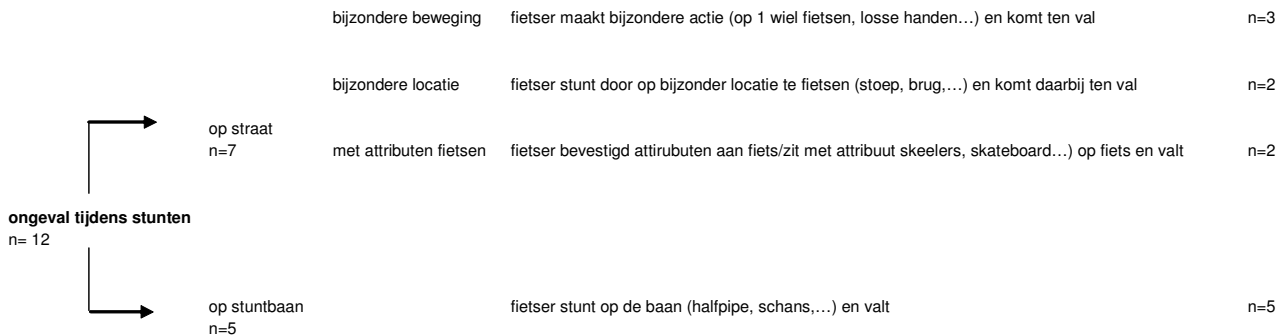 bijzondere beweging fietser maakt bijzondere actie (op 1 wiel fietsen, losse handen…) en komt ten val n=3
bijzondere locatie fietser stunt door op bijzonder locatie te fietsen (stoep, brug,…) en komt daarbij ten val n=2
op straat
n=7 met attributen fietsen fietser bevestigd attirubuten aan fiets/zit met attribuut skeelers, skateboard…) op fiets en valt n=2
ongeval tijdens stunten
n= 12
op stuntbaan fietser stunt op de baan (halfpipe, schans,…) en valt n=5
n=5